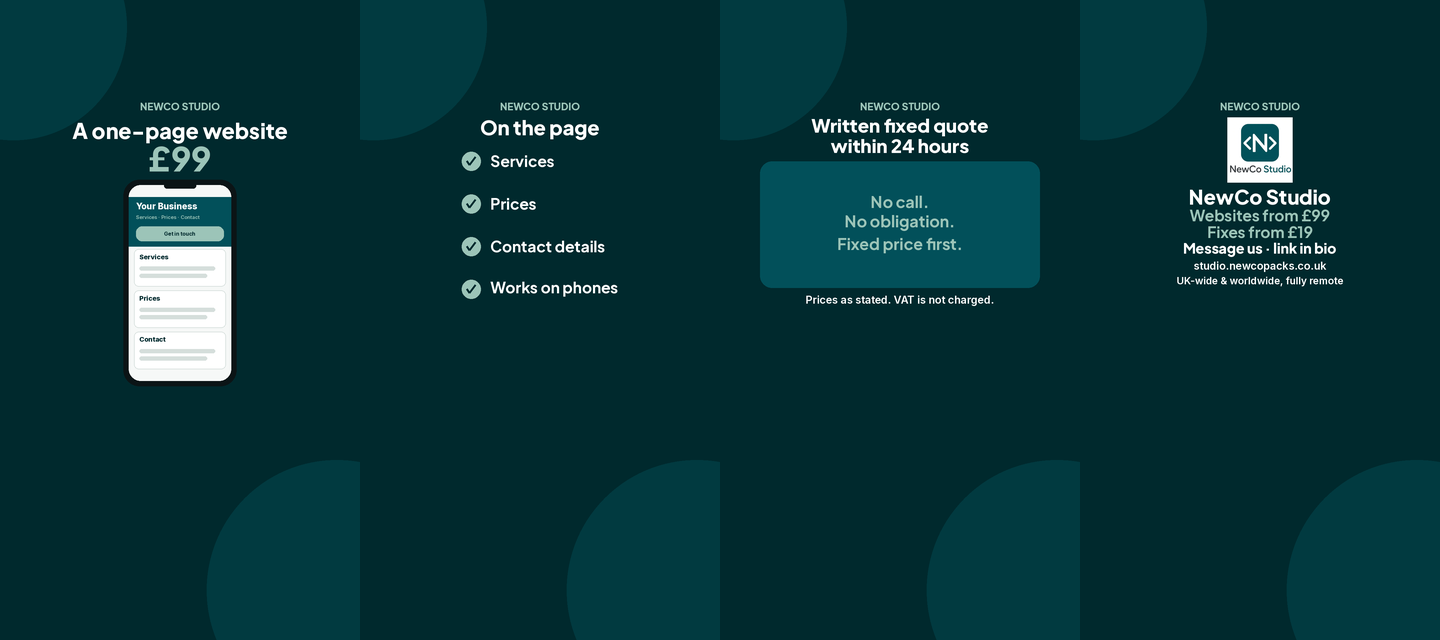 NEWCO STUDIO
A one-page website
£99
Your Business
Services · Prices · Contact
Get in touch
Services
Prices
Contact
NEWCO STUDIO
On the page
Services
Prices
Contact details
Works on phones
NEWCO STUDIO
Written fixed quote
within 24 hours
No call.
No obligation.
Fixed price first.
Prices as stated. VAT is not charged.
NEWCO STUDIO
<N>
NewCo Studio
NewCo Studio
Websites from £99
Fixes from £19
Message us · link in bio
studio.newcopacks.co.uk
UK-wide & worldwide, fully remote